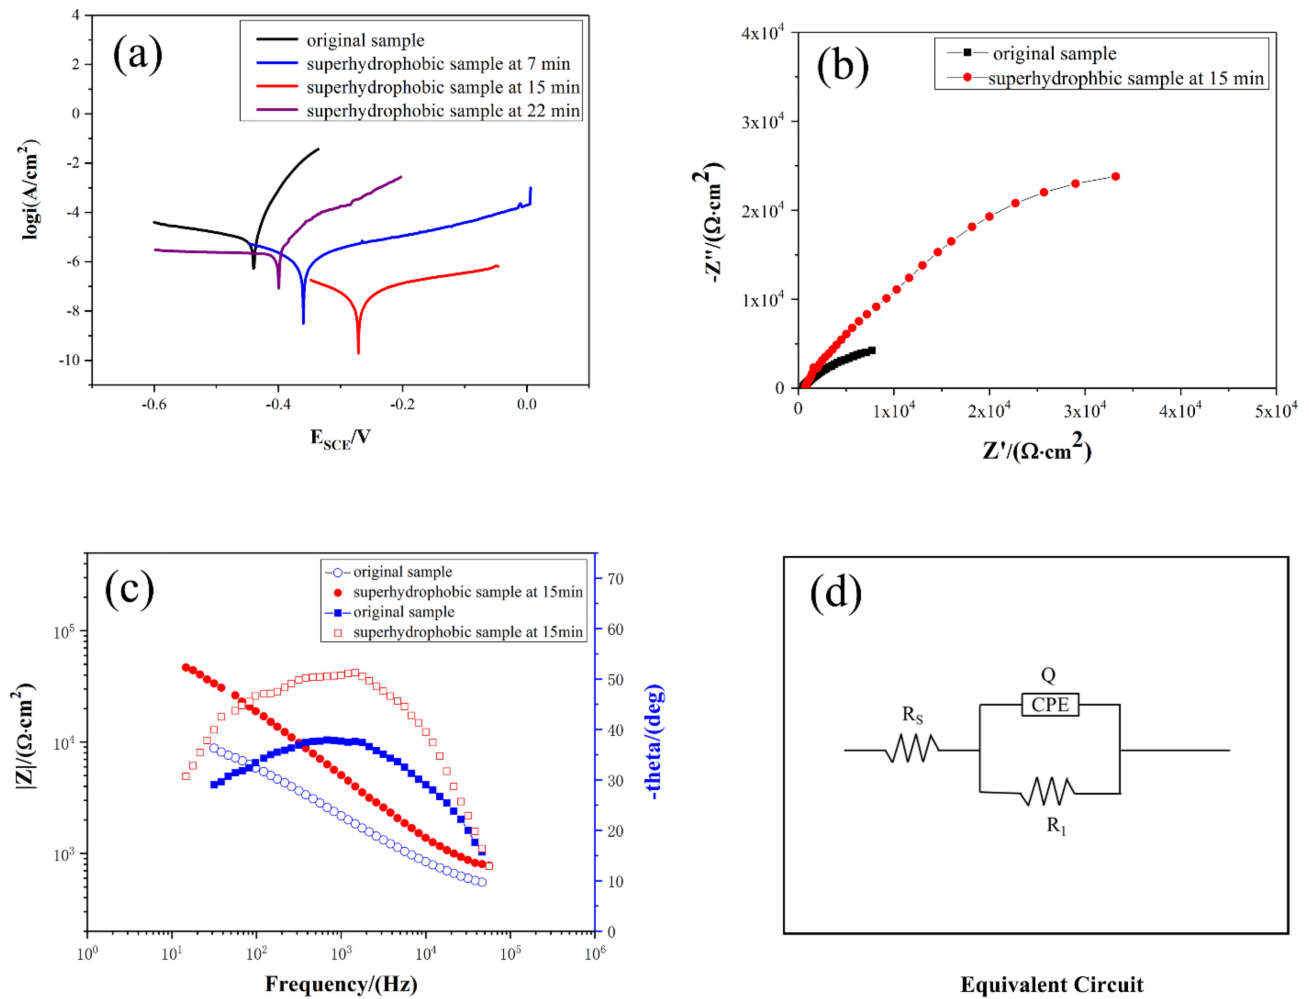 (a)
original sample
superhydrophobic sample at 7 min
superhydrophobic sample at 15 min
superhydrophobic sample at 22 min
4
2
0
-2
-4
-6
-8
-10
logi(A/cm²)
-0.6 -0.4 -0.2 0.0
E_SCE/V
(b)
original sample
superhydrophbic sample at 15 min
4x10⁴
3x10⁴
2x10⁴
1x10⁴
0
-Z''/(Ω·cm²)
0 1x10⁴ 2x10⁴ 3x10⁴ 4x10⁴ 5x10⁴
Z'/(Ω·cm²)
(c)
original sample
superhydrophobic sample at 15min
original sample
superhydrophobic sample at 15min
10⁵
10⁴
10³
|Z|/(Ω·cm²)
70
60
50
40
30
20
10
0
-theta/(deg)
10⁰ 10¹ 10² 10³ 10⁴ 10⁵ 10⁶
Frequency/(Hz)
(d)
Q
CPE
R_S
R₁
Equivalent Circuit